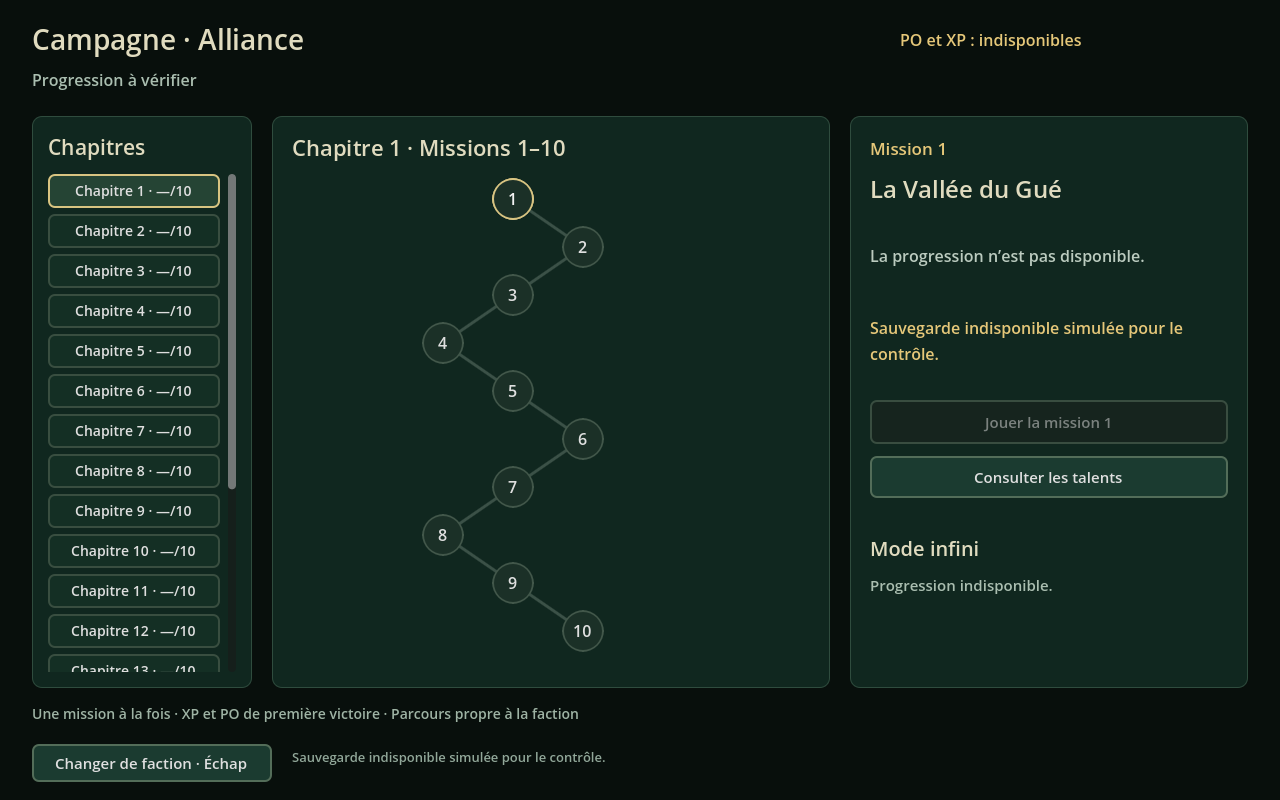 Campagne · Alliance
PO et XP : indisponibles
Progression à vérifier
Chapitres
Chapitre 1 · —/10
Chapitre 2 · —/10
Chapitre 3 · —/10
Chapitre 4 · —/10
Chapitre 5 · —/10
Chapitre 6 · —/10
Chapitre 7 · —/10
Chapitre 8 · —/10
Chapitre 9 · —/10
Chapitre 10 · —/10
Chapitre 11 · —/10
Chapitre 12 · —/10
Chapitre 13 · —/10
Chapitre 1 · Missions 1–10
1
2
3
4
5
6
7
8
9
10
Mission 1
La Vallée du Gué
La progression n’est pas disponible.
Sauvegarde indisponible simulée pour le
contrôle.
Jouer la mission 1
Consulter les talents
Mode infini
Progression indisponible.
Une mission à la fois · XP et PO de première victoire · Parcours propre à la faction
Changer de faction · Échap
Sauvegarde indisponible simulée pour le contrôle.